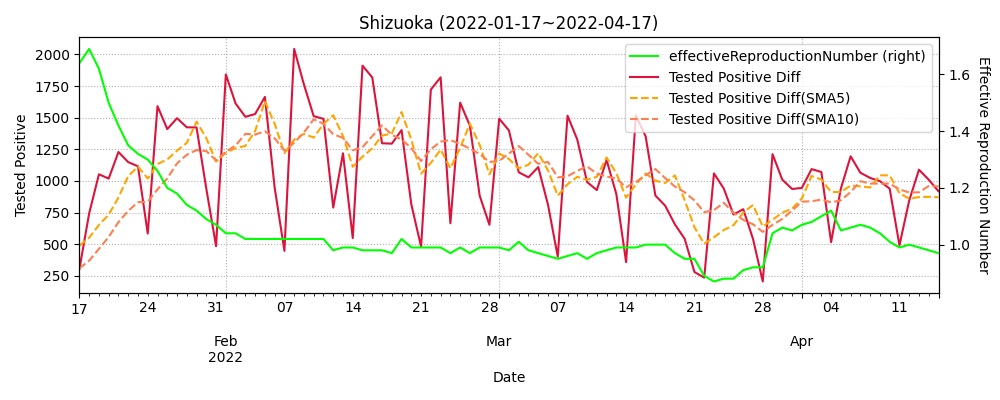 Shizuoka (2022-01-17~2022-04-17)
effectiveReproductionNumber (right)
Tested Positive Diff
Tested Positive Diff(SMA5)
Tested Positive Diff(SMA10)
Tested Positive
2000
1750
1500
1250
1000
750
500
250
1.6
1.4
1.2
1.0
Effective Reproduction Number
17 24 31 07 14 21 28 07 14 21 28 04 11
Feb Mar Apr
2022
Date